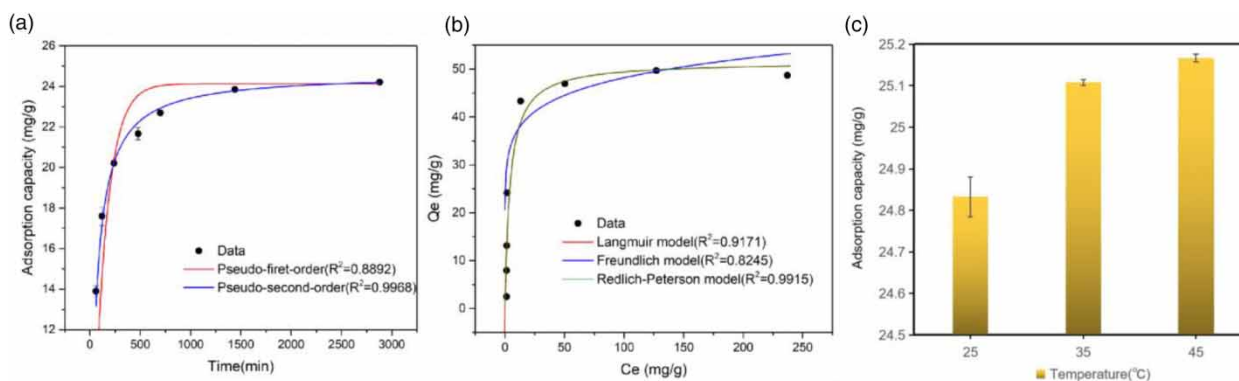 (a)
26
24
22
20
18
16
14
12
Adsorption capacity (mg/g)
Data
Pseudo-firet-order(R²=0.8892)
Pseudo-second-order(R²=0.9968)
0 500 1000 1500 2000 2500 3000
Time(min)
(b)
50
40
30
20
10
0
Qe (mg/g)
Data
Langmuir model(R²=0.9171)
Freundlich model(R²=0.8245)
Redlich-Peterson model(R²=0.9915)
0 50 100 150 200 250
Ce (mg/g)
(c)
25.2
25.1
25
24.9
24.8
24.7
24.6
24.5
Adsorption capacity (mg/g)
25 35 45
Temperature(°C)